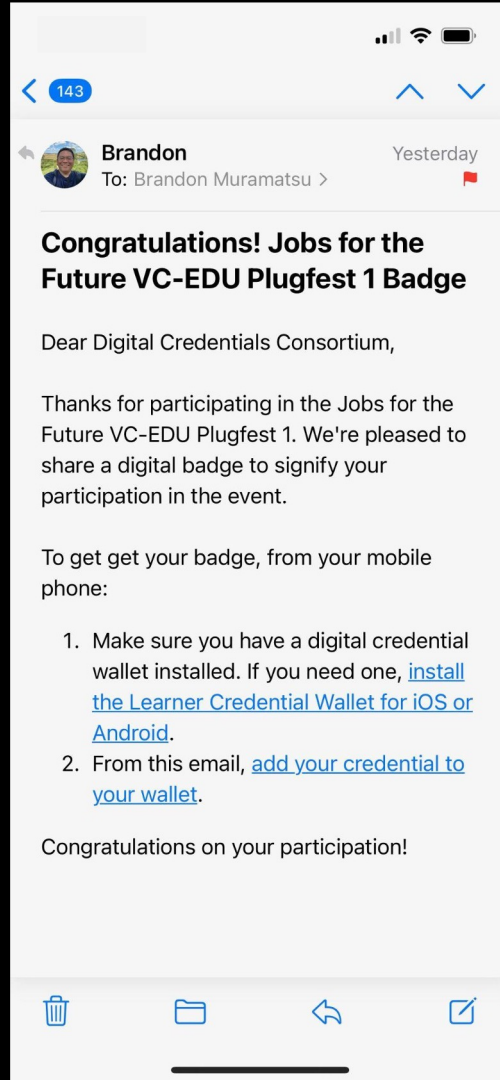 143
Brandon
Yesterday
To: Brandon Muramatsu >
Congratulations! Jobs for the
Future VC-EDU Plugfest 1 Badge
Dear Digital Credentials Consortium,
Thanks for participating in the Jobs for the
Future VC-EDU Plugfest 1. We're pleased to
share a digital badge to signify your
participation in the event.
To get get your badge, from your mobile
phone:
1. Make sure you have a digital credential
wallet installed. If you need one, install
the Learner Credential Wallet for iOS or
Android.
2. From this email, add your credential to
your wallet.
Congratulations on your participation!